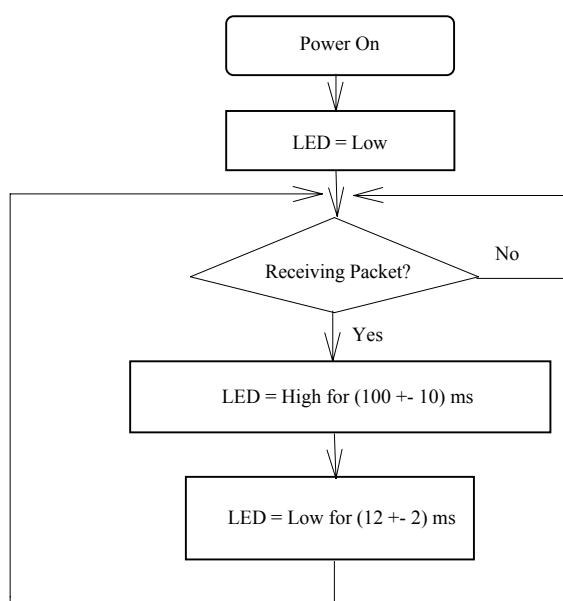 Power On
LED = Low
Receiving Packet?
No
Yes
LED = High for (100 +- 10) ms
LED = Low for (12 +- 2) ms